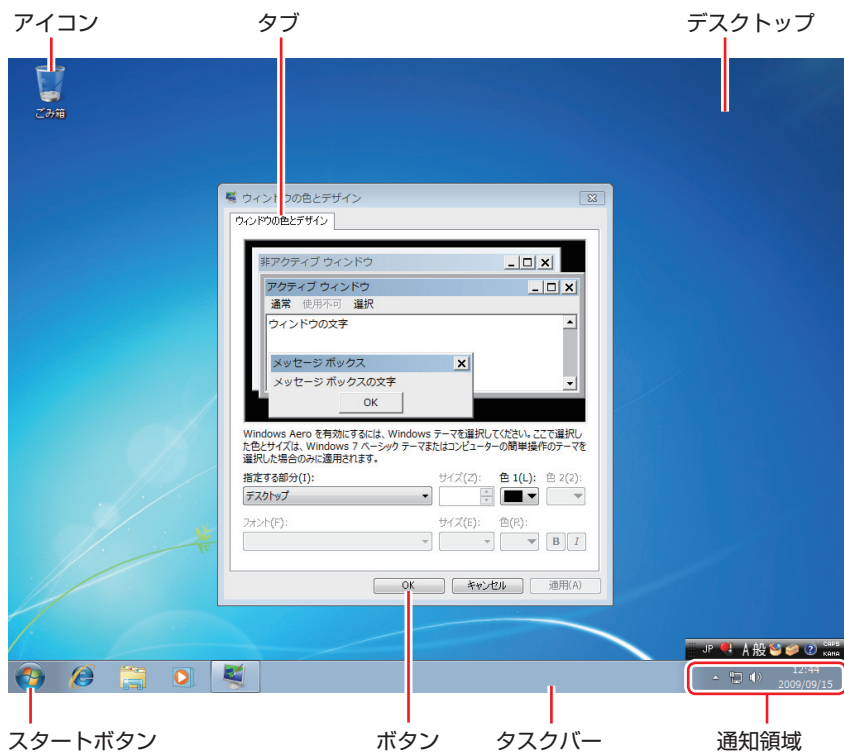 アイコン
タブ
デスクトップ
ごみ箱
ウィンドウの色とデザイン
ウィンドウの色とデザイン
非アクティブ ウィンドウ
アクティブ ウィンドウ
通常 使用不可 選択
ウィンドウの文字
メッセージ ボックス
メッセージ ボックスの文字
OK
Windows Aero を有効にするには、Windows テーマを選択してください。ここで選択し
た色とサイズは、Windows 7 ベーシック テーマまたはコンピューターの簡単操作のテーマを
選択した場合のみに適用されます。
指定する部分(I): サイズ(Z): 色 1(L): 色 2(2):
デスクトップ
フォント(F): サイズ(E): 色(R):
B I
OK キャンセル 適用(A)
JP A 般 CAPS
KANA
12:44
2009/09/15
スタートボタン
ボタン
タスクバー
通知領域